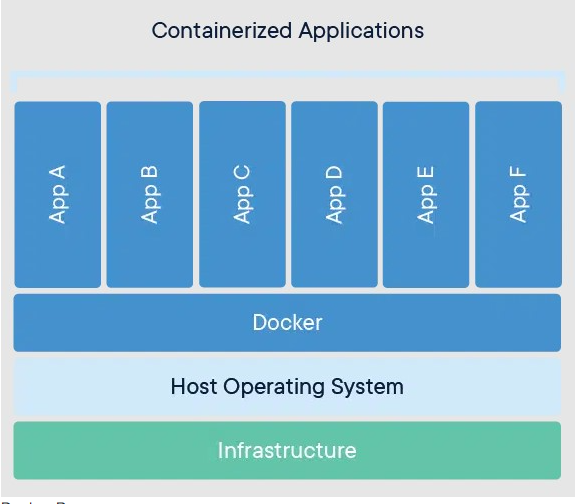 Containerized Applications
App A
App B
App C
App D
App E
App F
Docker
Host Operating System
Infrastructure